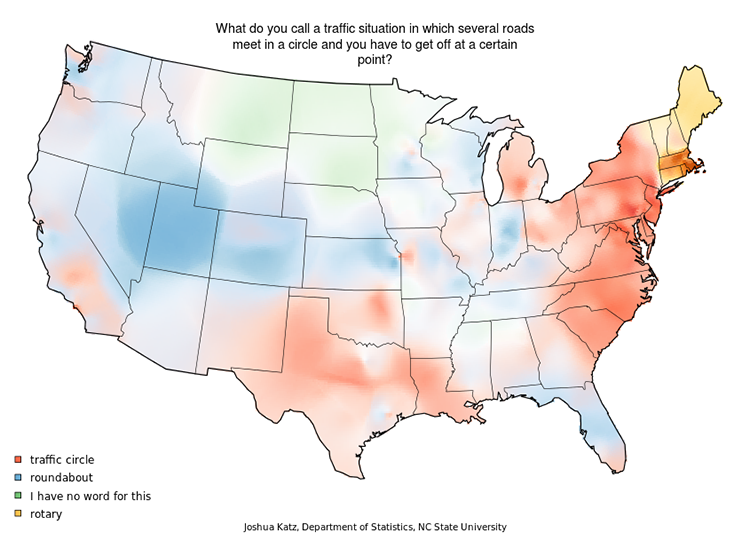 What do you call a traffic situation in which several roads
meet in a circle and you have to get off at a certain
point?
traffic circle
roundabout
I have no word for this
rotary
Joshua Katz, Department of Statistics, NC State University